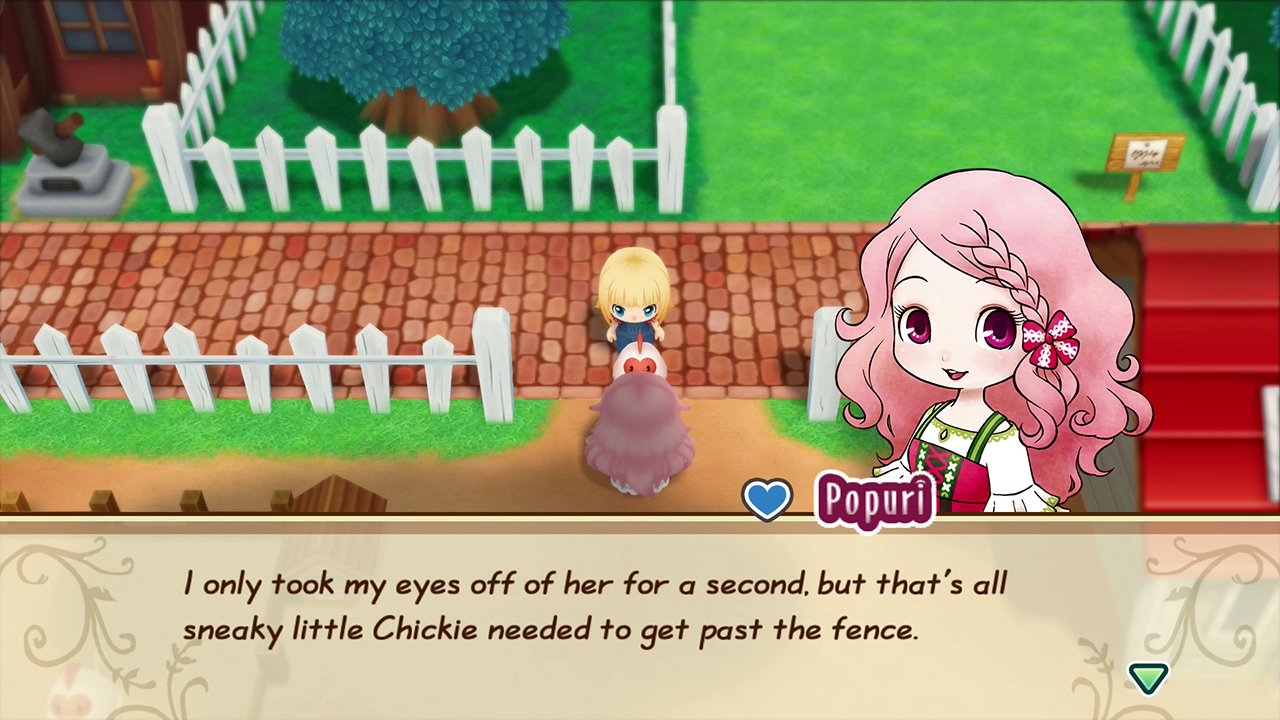 Popuri
I only took my eyes off of her for a second, but that's all
sneaky little Chickie needed to get past the fence.